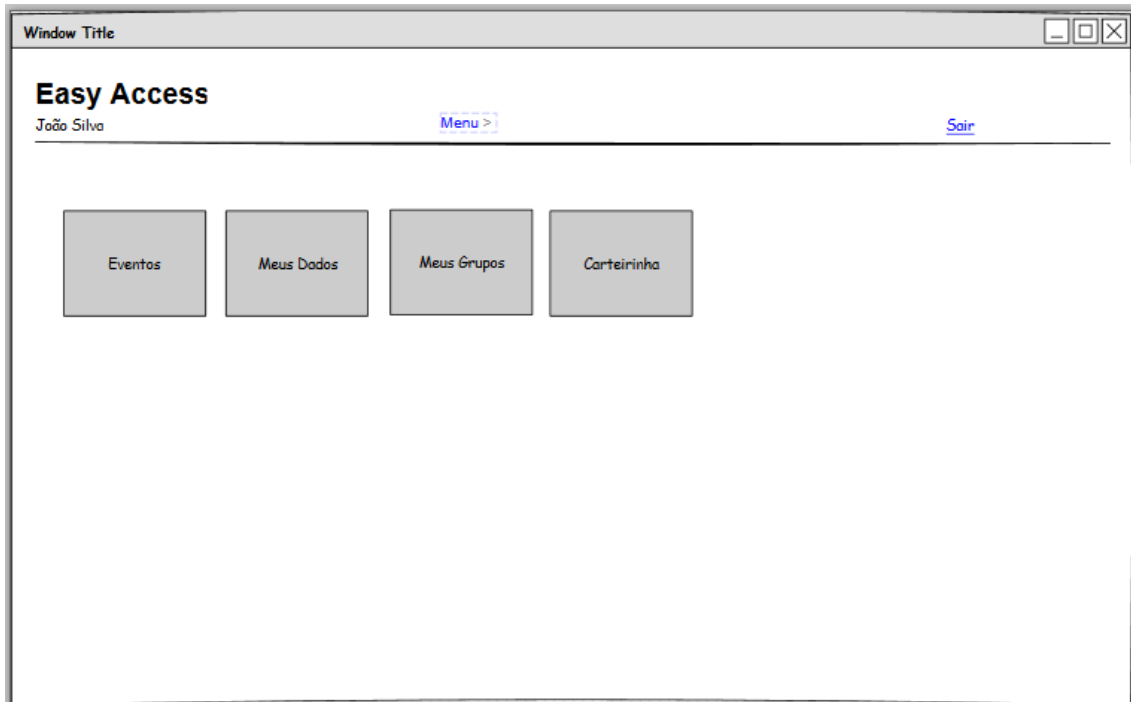 Window Title
Easy Access
João Silva
Menu >
Sair
Eventos
Meus Dados
Meus Grupos
Carteirinha